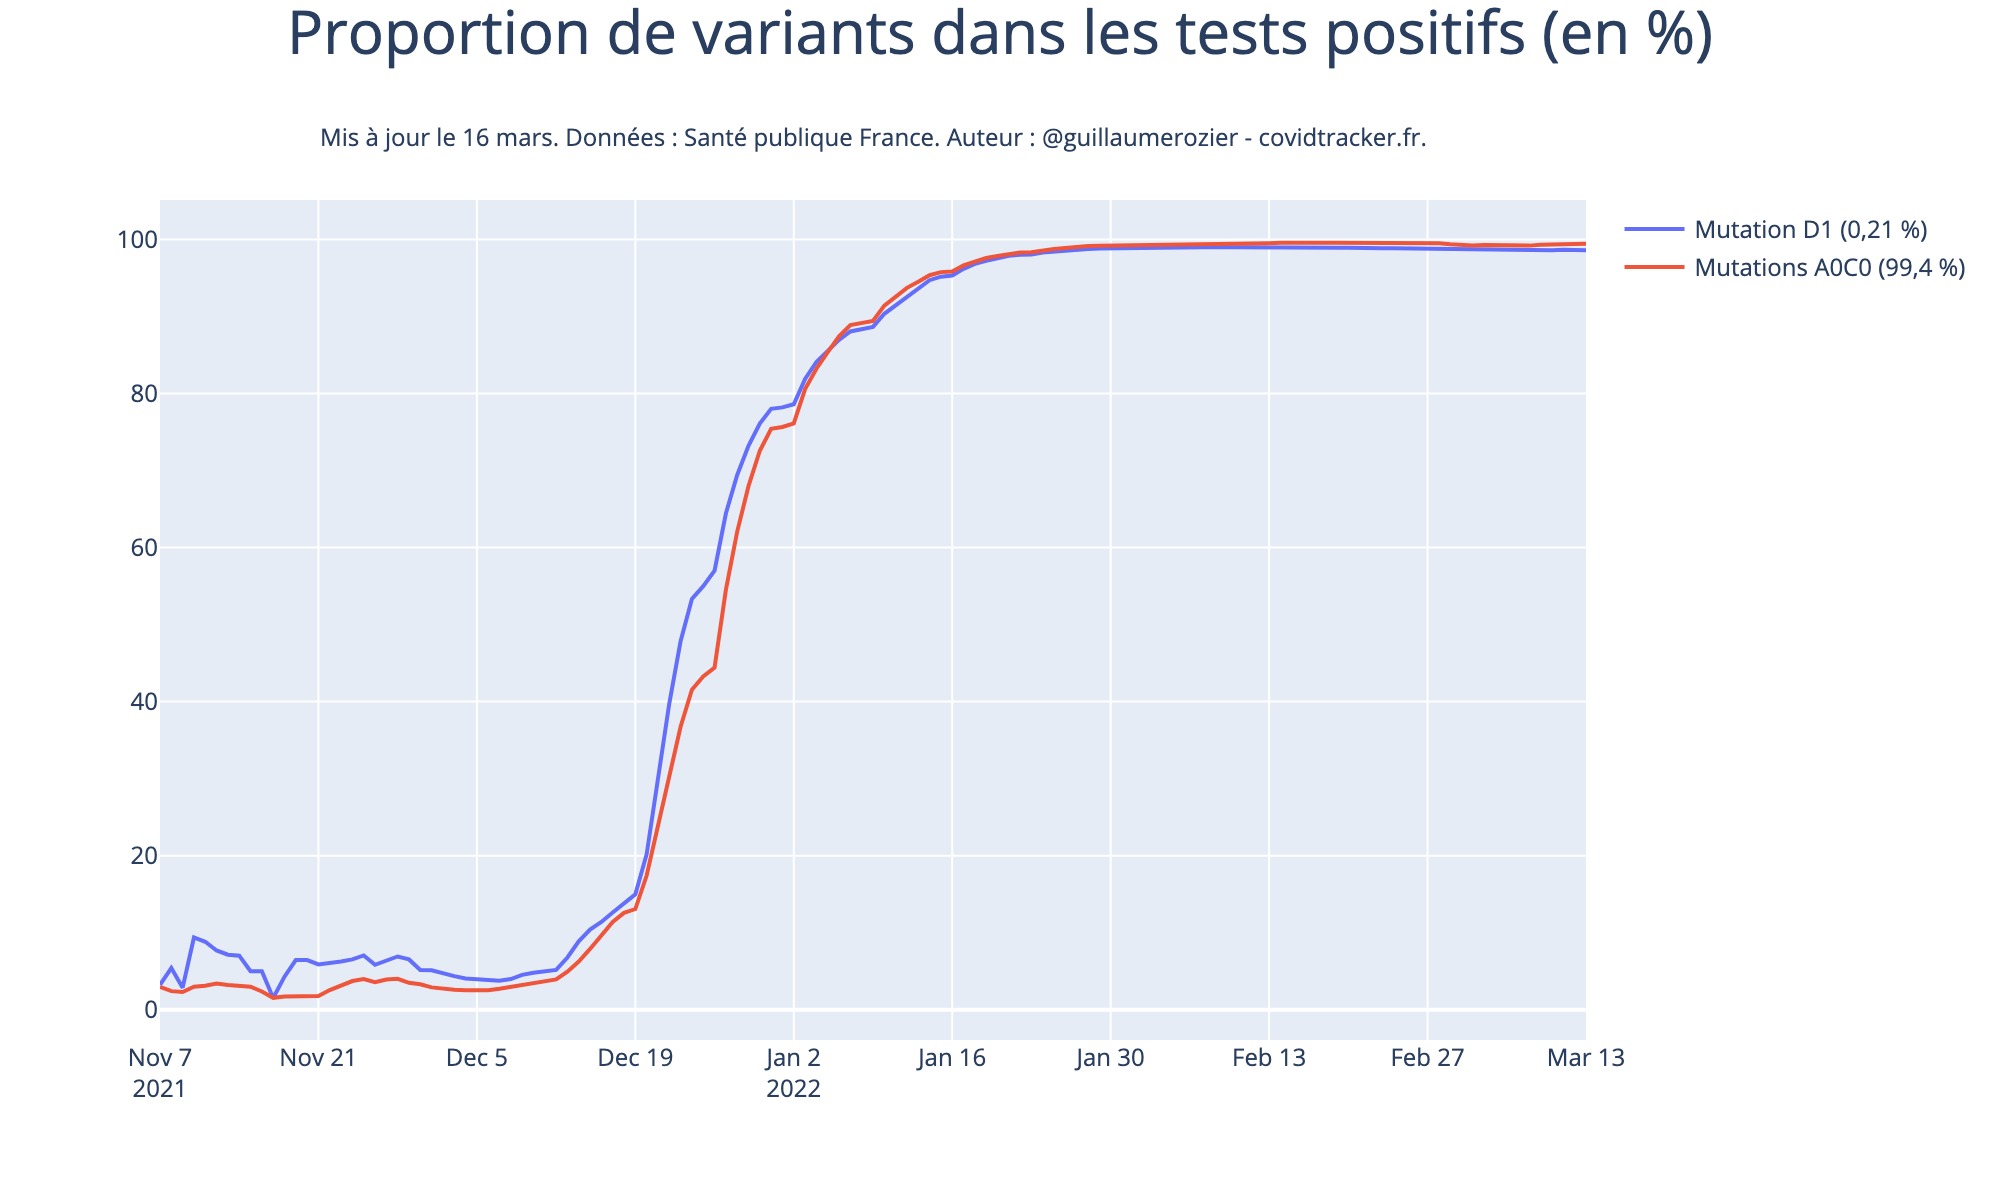 Proportion de variants dans les tests positifs (en %)
Mis à jour le 16 mars. Données : Santé publique France. Auteur : @guillaumerozier - covidtracker.fr.
Mutation D1 (0,21 %)
Mutations A0C0 (99,4 %)
100
80
60
40
20
0
Nov 7 Nov 21 Dec 5 Dec 19 Jan 2 Jan 16 Jan 30 Feb 13 Feb 27 Mar 13
2021 2022